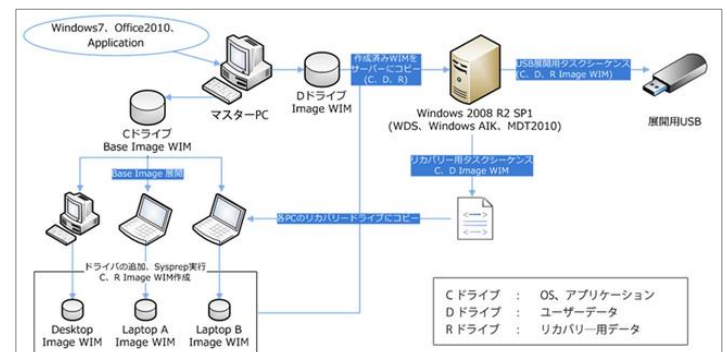 Windows7、Office2010、
Application
マスターPC
Dドライブ
Image WIM
作成済みWIMを
サーバーにコピー
(C、D、R)
Windows 2008 R2 SP1
(WDS、Windows AIK、MDT2010)
USB展開用タスクシーケンス
(C、D、R Image WIM)
展開用USB
Cドライブ
Base Image WIM
Base Image 展開
リカバリー用タスクシーケンス
C、D Image WIM
各PCのリカバリードライブにコピー
ドライバの追加、Sysprep実行
C、R Image WIM作成
Desktop
Image WIM
Laptop A
Image WIM
Laptop B
Image WIM
C ドライブ : OS、アプリケーション
D ドライブ : ユーザーデータ
R ドライブ : リカバリー用データ